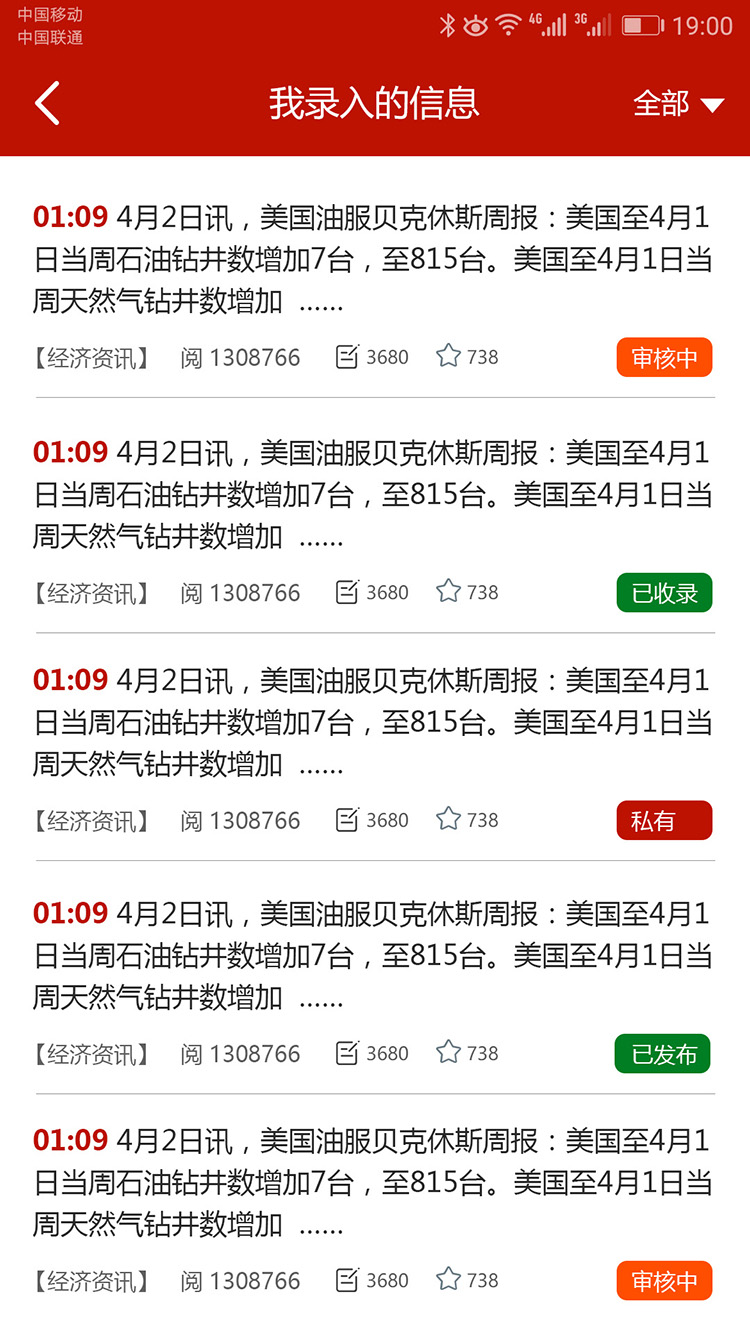 中国移动
中国联通
4G 3G 19:00
我录入的信息
全部
01:09 4月2日讯，美国油服贝克休斯周报：美国至4月1
日当周石油钻井数增加7台，至815台。美国至4月1日当
周天然气钻井数增加 ……
【经济资讯】 阅 1308766 3680 738 审核中
01:09 4月2日讯，美国油服贝克休斯周报：美国至4月1
日当周石油钻井数增加7台，至815台。美国至4月1日当
周天然气钻井数增加 ……
【经济资讯】 阅 1308766 3680 738 已收录
01:09 4月2日讯，美国油服贝克休斯周报：美国至4月1
日当周石油钻井数增加7台，至815台。美国至4月1日当
周天然气钻井数增加 ……
【经济资讯】 阅 1308766 3680 738 私有
01:09 4月2日讯，美国油服贝克休斯周报：美国至4月1
日当周石油钻井数增加7台，至815台。美国至4月1日当
周天然气钻井数增加 ……
【经济资讯】 阅 1308766 3680 738 已发布
01:09 4月2日讯，美国油服贝克休斯周报：美国至4月1
日当周石油钻井数增加7台，至815台。美国至4月1日当
周天然气钻井数增加 ……
【经济资讯】 阅 1308766 3680 738 审核中